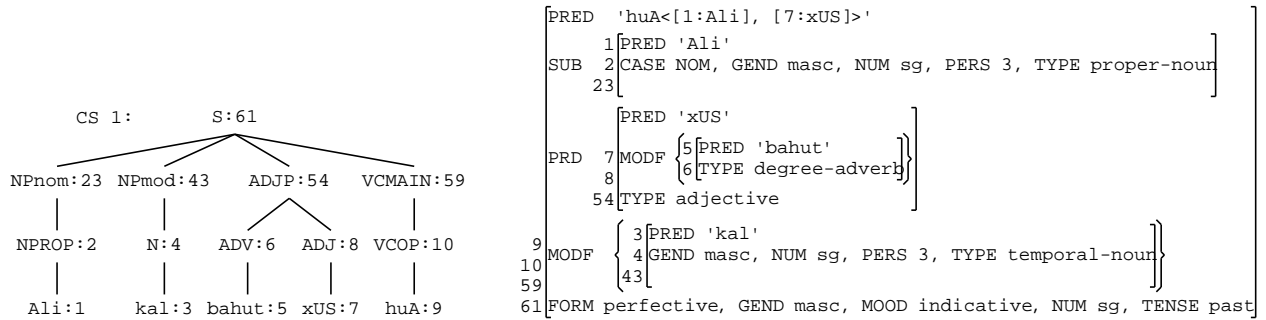 CS 1: S:61
NPnom:23 NPmod:43 ADJP:54 VCMAIN:59
NPROP:2 N:4 ADV:6 ADJ:8 VCOP:10
Ali:1 kal:3 bahut:5 xUS:7 huA:9
PRED 'huA<[1:Ali], [7:xUS]>'
1 PRED 'Ali'
SUB 2 CASE NOM, GEND masc, NUM sg, PERS 3, TYPE proper-noun
23
PRED 'xUS'
5 PRED 'bahut'
PRD 7 MODF
6 TYPE degree-adverb
8
54 TYPE adjective
3 PRED 'kal'
9
MODF 4 GEND masc, NUM sg, PERS 3, TYPE temporal-noun
10
43
59
61 FORM perfective, GEND masc, MOOD indicative, NUM sg, TENSE past